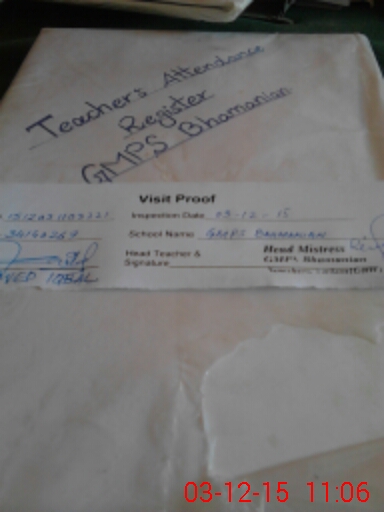 Teachers Attendance
Register
GMPS Bhamanian
Visit Proof
Inspection Date 03-12-15
School Name GMPS BHAMANIAN
Head Teacher &
Signature
Head Mistress
GMPS Bhamanian
IQBAL
03-12-15 11:06